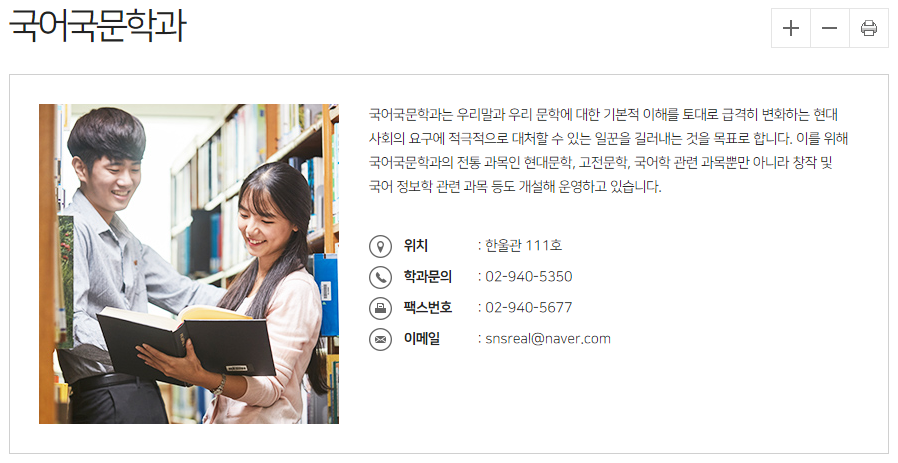 국어국문학과
국어국문학과는 우리말과 우리 문학에 대한 기본적 이해를 토대로 급격히 변화하는 현대
사회의 요구에 적극적으로 대처할 수 있는 일꾼을 길러내는 것을 목표로 합니다. 이를 위해
국어국문학과의 전통 과목인 현대문학, 고전문학, 국어학 관련 과목뿐만 아니라 창작 및
국어 정보학 관련 과목 등도 개설해 운영하고 있습니다.
위치 : 한울관 111호
학과문의 : 02-940-5350
팩스번호 : 02-940-5677
이메일 : snsreal@naver.com